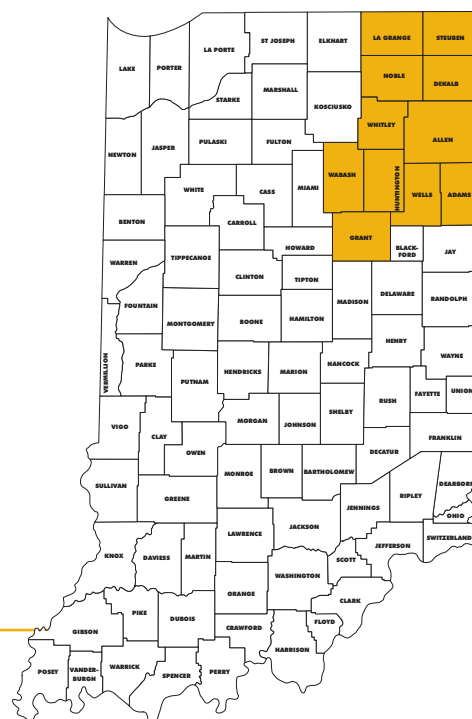 LA GRANGE
STEUBEN
ST JOSEPH
ELKHART
LA PORTE
LAKE
PORTER
NOBLE
DEKALB
MARSHALL
STARKE
KOSCIUSKO
WHITLEY
ALLEN
PULASKI
FULTON
JASPER
NEWTON
WABASH
HUNTINGTON
MIAMI
WHITE
CASS
WELLS
ADAMS
BENTON
CARROLL
GRANT
HOWARD
BLACK-
FORD
JAY
WARREN
TIPPECANOE
CLINTON
TIPTON
MADISON
DELAWARE
RANDOLPH
FOUNTAIN
MONTGOMERY
BOONE
HAMILTON
HENRY
WAYNE
VERMILLION
PARKE
PUTNAM
HENDRICKS
MARION
HANCOCK
RUSH
FAYETTE
UNION
VIGO
CLAY
OWEN
MORGAN
JOHNSON
SHELBY
FRANKLIN
DECATUR
SULLIVAN
GREENE
MONROE
BROWN
BARTHOLOMEW
RIPLEY
DEARBORN
JENNINGS
OHIO
JACKSON
LAWRENCE
SWITZERLAND
JEFFERSON
KNOX
DAVIESS
MARTIN
SCOTT
WASHINGTON
ORANGE
CLARK
PIKE
DUBOIS
FLOYD
GIBSON
CRAWFORD
HARRISON
POSEY
VANDER-
BURGH
WARRICK
SPENCER
PERRY